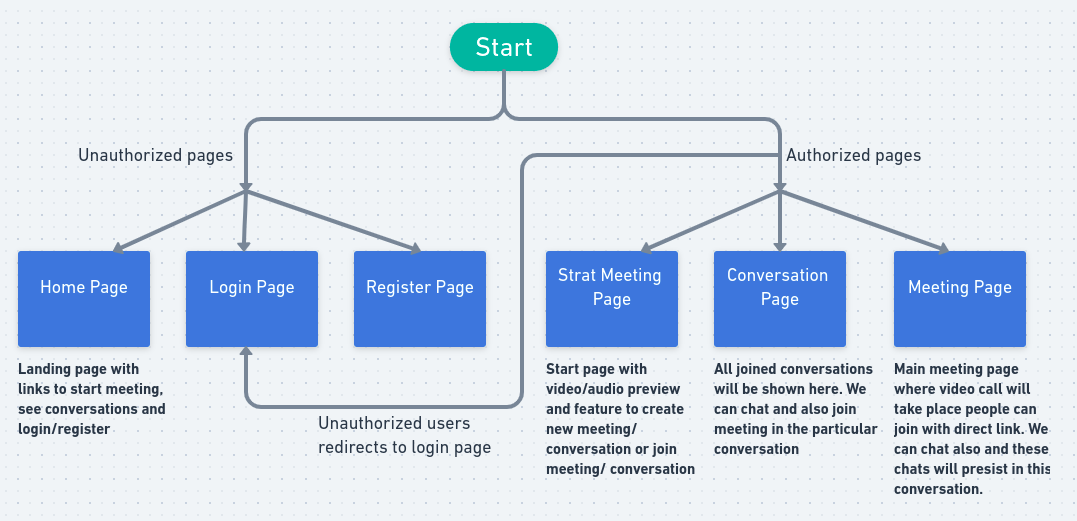 Start
Unauthorized pages
Authorized pages
Home Page
Login Page
Register Page
Strat Meeting
Page
Conversation
Page
Meeting Page
Landing page with
links to start meeting,
see conversations and
login/register
Unauthorized users
redirects to login page
Start page with
video/audio preview
and feature to create
new meeting/
conversation or join
meeting/ conversation
All joined conversations
will be shown here. We
can chat and also join
meeting in the particular
conversation
Main meeting page
where video call will
take place people can
join with direct link. We
can chat also and these
chats will presist in this
conversation.